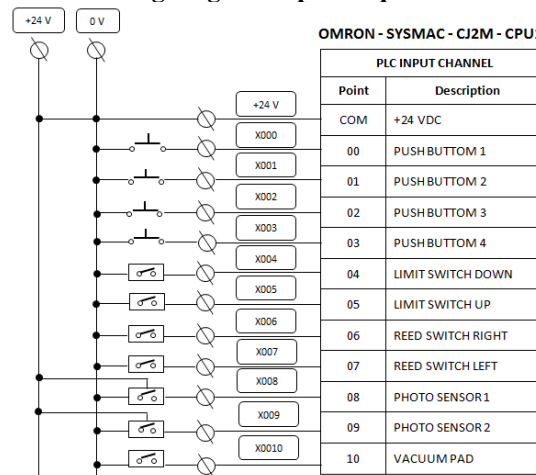 +24 V
0 V
OMRON - SYSMAC - CJ2M - CPU
PLC INPUT CHANNEL
Point Description
+24 V
COM +24 VDC
X000
00 PUSH BUTTOM 1
X001
01 PUSH BUTTOM 2
X002
02 PUSH BUTTOM 3
X003
03 PUSH BUTTOM 4
X004
04 LIMIT SWITCH DOWN
X005
05 LIMIT SWITCH UP
X006
06 REED SWITCH RIGHT
X007
07 REED SWITCH LEFT
X008
08 PHOTO SENSOR 1
X009
09 PHOTO SENSOR 2
X0010
10 VACUUM PAD